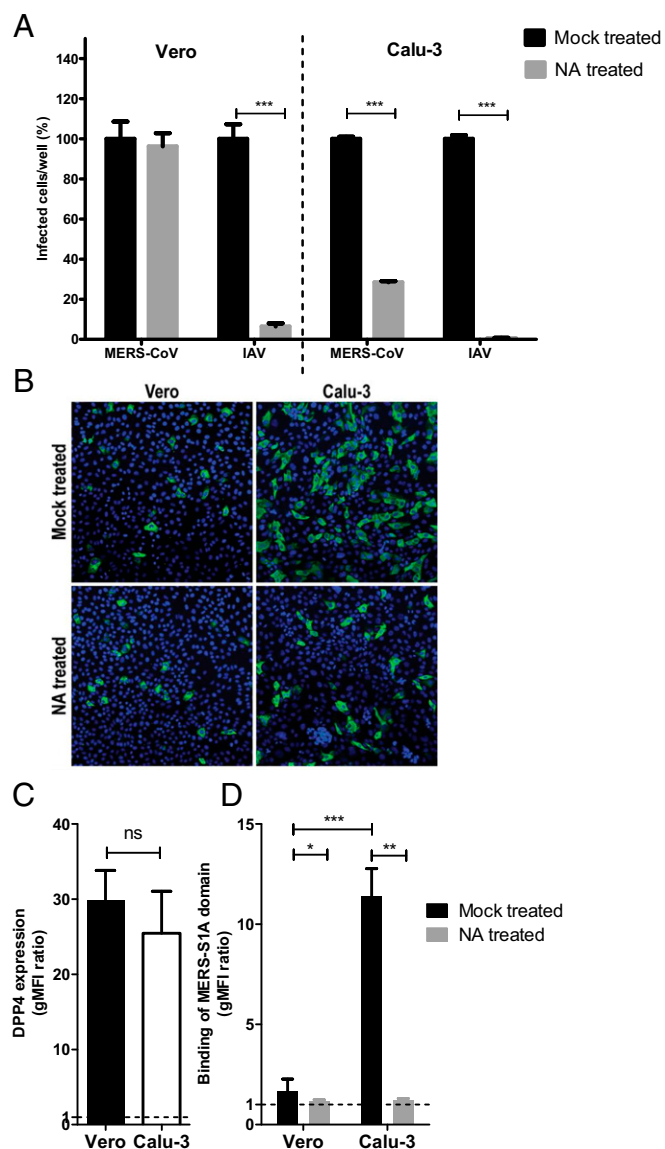 A
Vero
Calu-3
Mock treated
NA treated
Infected cells/well (%)
140
120
100
80
60
40
20
0
***
***
***
MERS-CoV
IAV
MERS-CoV
IAV
B
Vero
Calu-3
Mock treated
NA treated
C
DPP4 expression
(gMFI ratio)
40
30
20
10
1
0
ns
Vero
Calu-3
D
Binding of MERS-S1A domain
(gMFI ratio)
15
10
5
1
0
***
*
**
Vero
Calu-3
Mock treated
NA treated